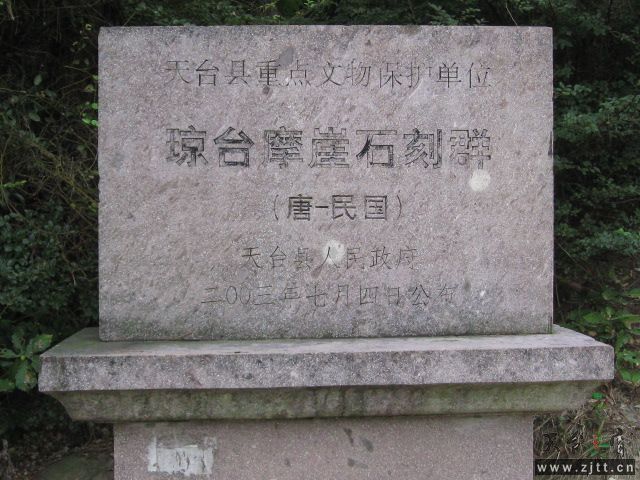 天台县重点文物保护单位
琼台摩崖石刻群
(唐-民国)
天台县人民政府
二00三年七月四日公布
www.zjtt.cn